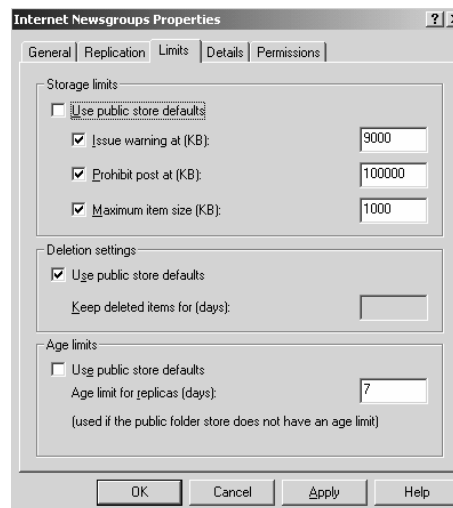 Internet Newsgroups Properties
General Replication Limits Details Permissions
Storage limits
Use public store defaults
Issue warning at (KB): 9000
Prohibit post at (KB): 100000
Maximum item size (KB): 1000
Deletion settings
Use public store defaults
Keep deleted items for (days):
Age limits
Use public store defaults
Age limit for replicas (days): 7
(used if the public folder store does not have an age limit)
OK Cancel Apply Help